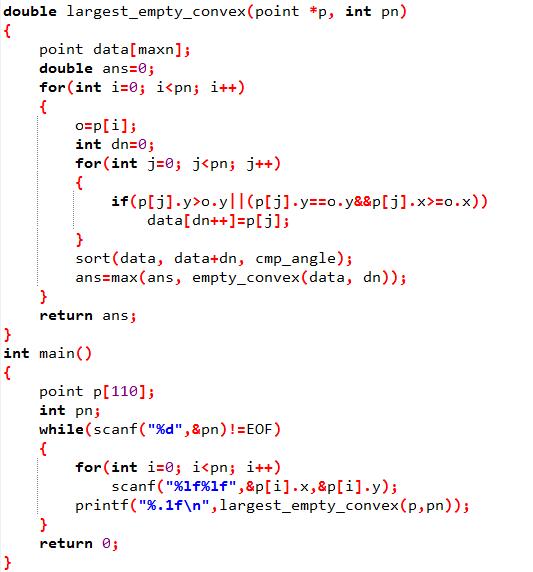 double largest_empty_convex(point *p, int pn)
{
    point data[maxn];
    double ans=0;
    for(int i=0; i<pn; i++)
    {
        o=p[i];
        int dn=0;
        for(int j=0; j<pn; j++)
        {
            if(p[j].y>o.y||(p[j].y==o.y&&p[j].x>=o.x))
                data[dn++]=p[j];
        }
        sort(data, data+dn, cmp_angle);
        ans=max(ans, empty_convex(data, dn));
    }
    return ans;
}
int main()
{
    point p[110];
    int pn;
    while(scanf("%d",&pn)!=EOF)
    {
        for(int i=0; i<pn; i++)
            scanf("%lf%lf",&p[i].x,&p[i].y);
        printf("%.1f\n",largest_empty_convex(p,pn));
    }
    return 0;
}